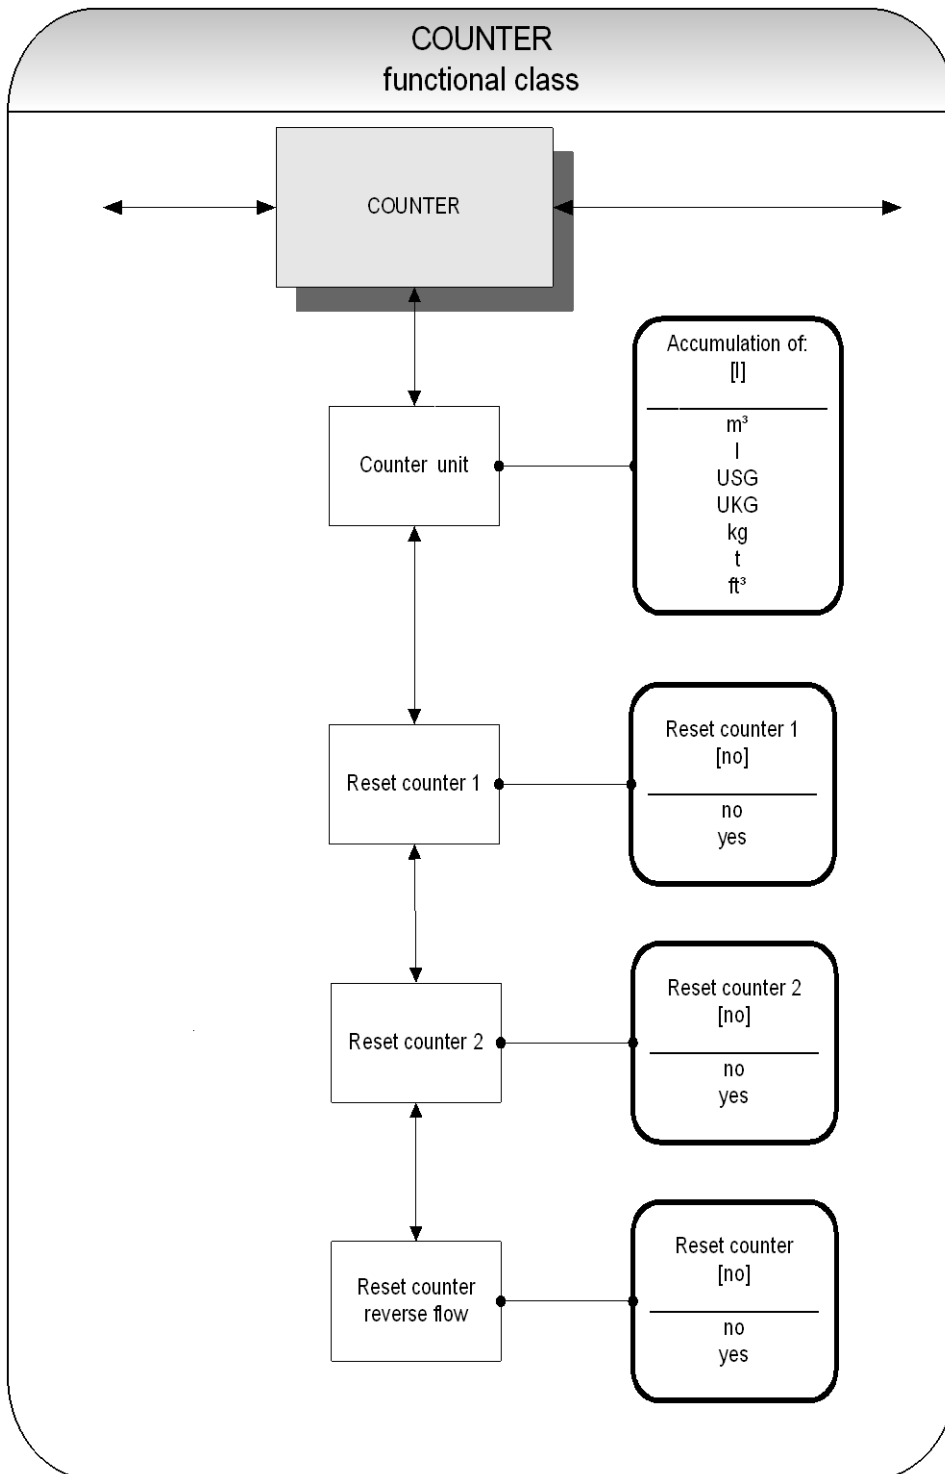 COUNTER
functional class
COUNTER
Accumulation of:
[l]
m³
l
USG
UKG
kg
t
ft³
Counter unit
Reset counter 1
[no]
no
yes
Reset counter 1
Reset counter 2
[no]
no
yes
Reset counter 2
Reset counter
[no]
no
yes
Reset counter
reverse flow